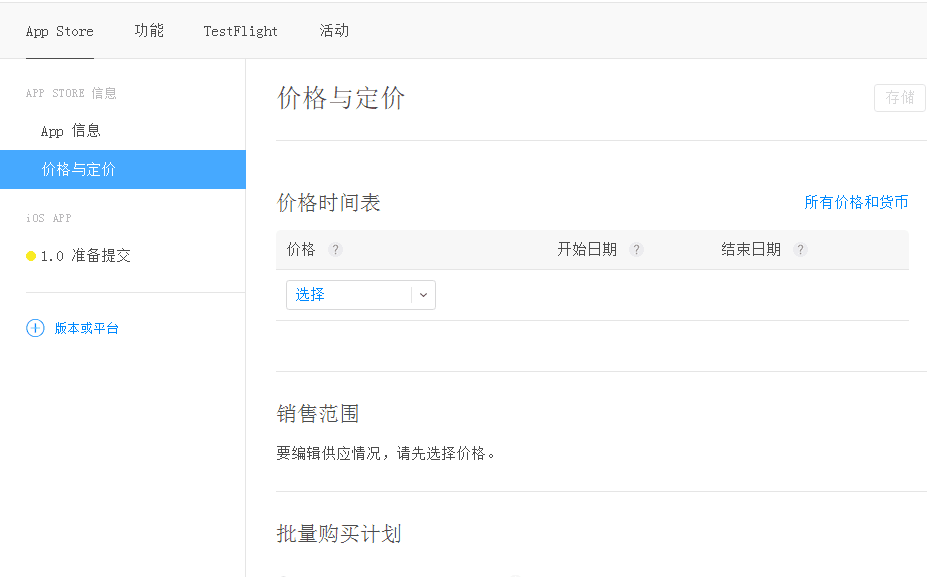 App Store 功能 TestFlight 活动
APP STORE 信息
App 信息
价格与定价
iOS APP
1.0 准备提交
版本或平台
价格与定价
存储
价格时间表
所有价格和货币
价格 ? 开始日期 ? 结束日期 ?
选择
销售范围
要编辑供应情况，请先选择价格。
批量购买计划